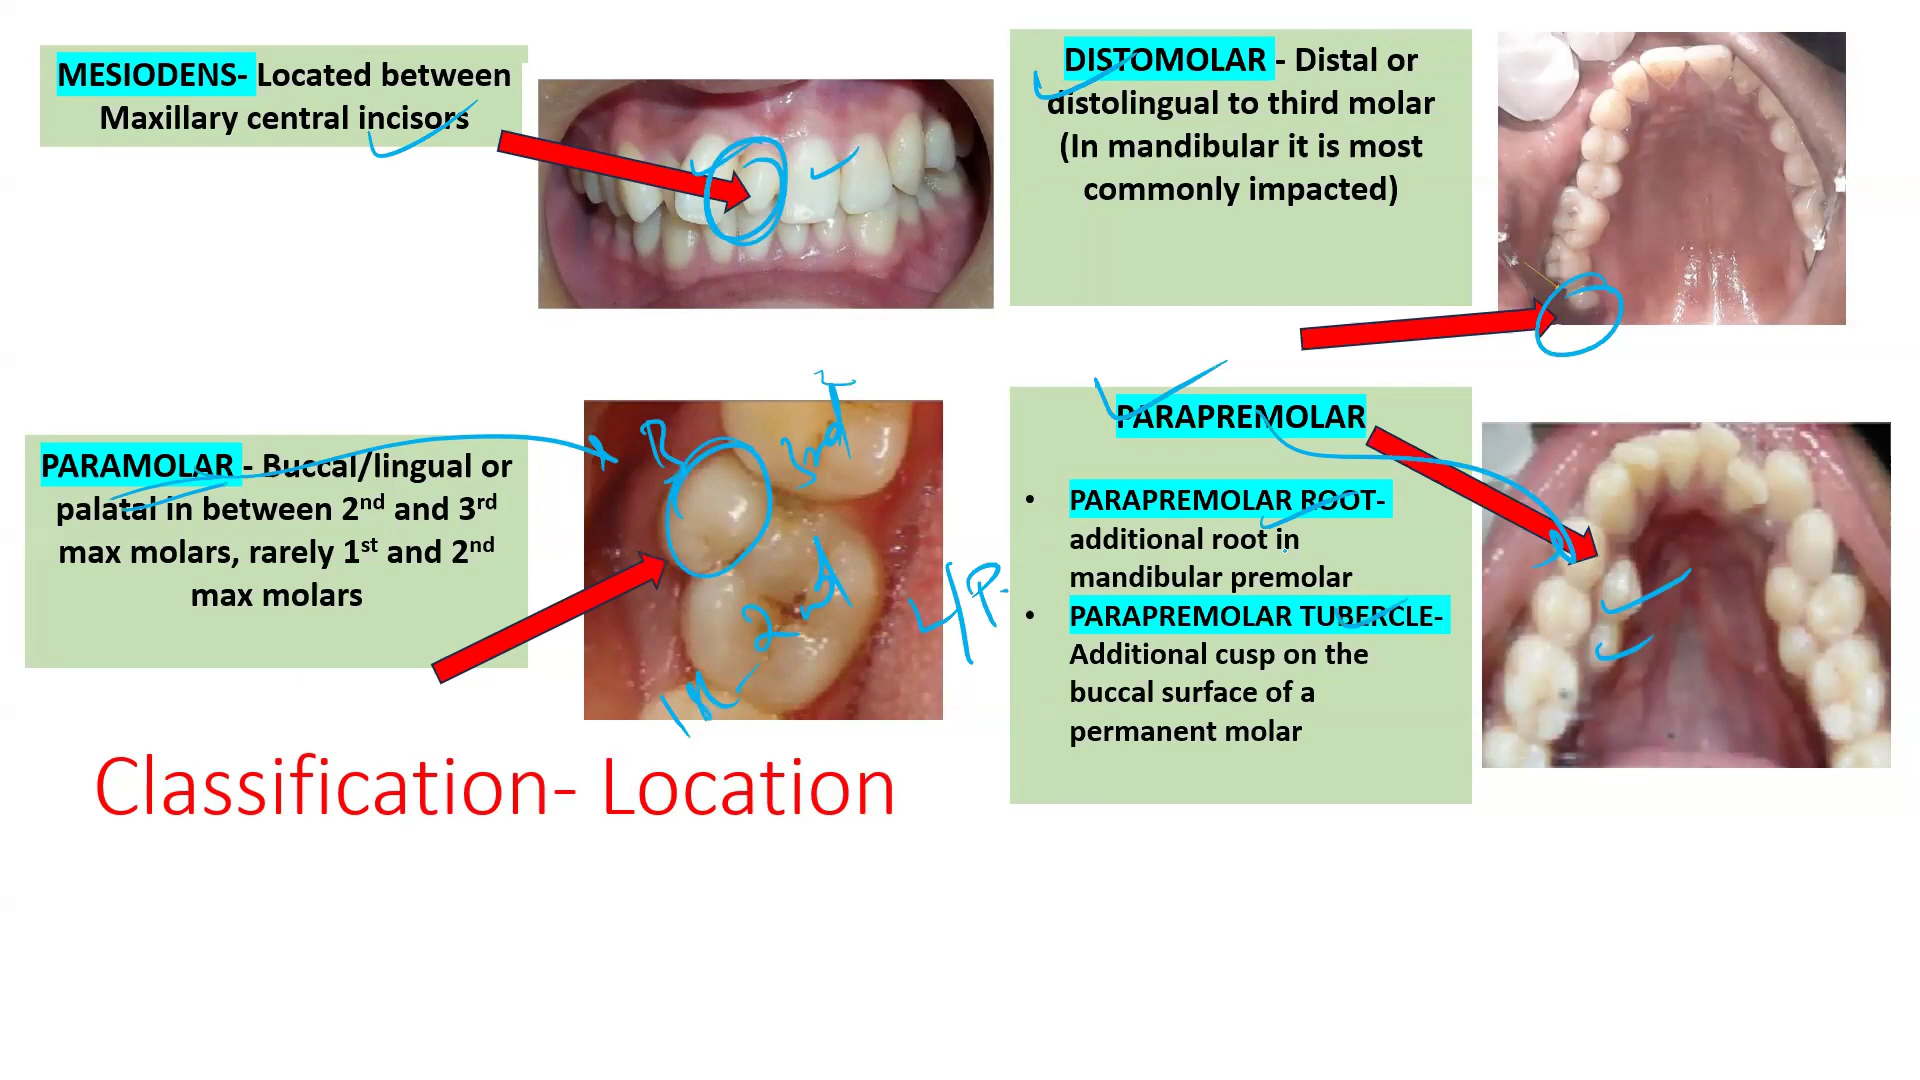 MESIODENS- Located between
Maxillary central incisors
DISTOMOLAR - Distal or
distolingual to third molar
(In mandibular it is most
commonly impacted)
PARAMOLAR - Buccal/lingual or
palatal in between 2nd and 3rd
max molars, rarely 1st and 2nd
max molars
B
3rd
2nd
1st
L/P
PARAPREMOLAR
• PARAPREMOLAR ROOT-
additional root in
mandibular premolar
• PARAPREMOLAR TUBERCLE-
Additional cusp on the
buccal surface of a
permanent molar
Classification- Location